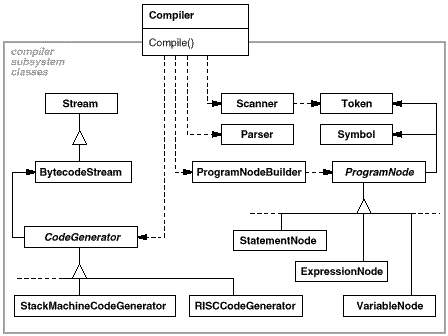 Compiler
Compile()
compiler
subsystem
classes
Stream
Scanner
Token
Parser
Symbol
BytecodeStream
ProgramNodeBuilder
ProgramNode
CodeGenerator
StatementNode
ExpressionNode
StackMachineCodeGenerator
RISCCodeGenerator
VariableNode